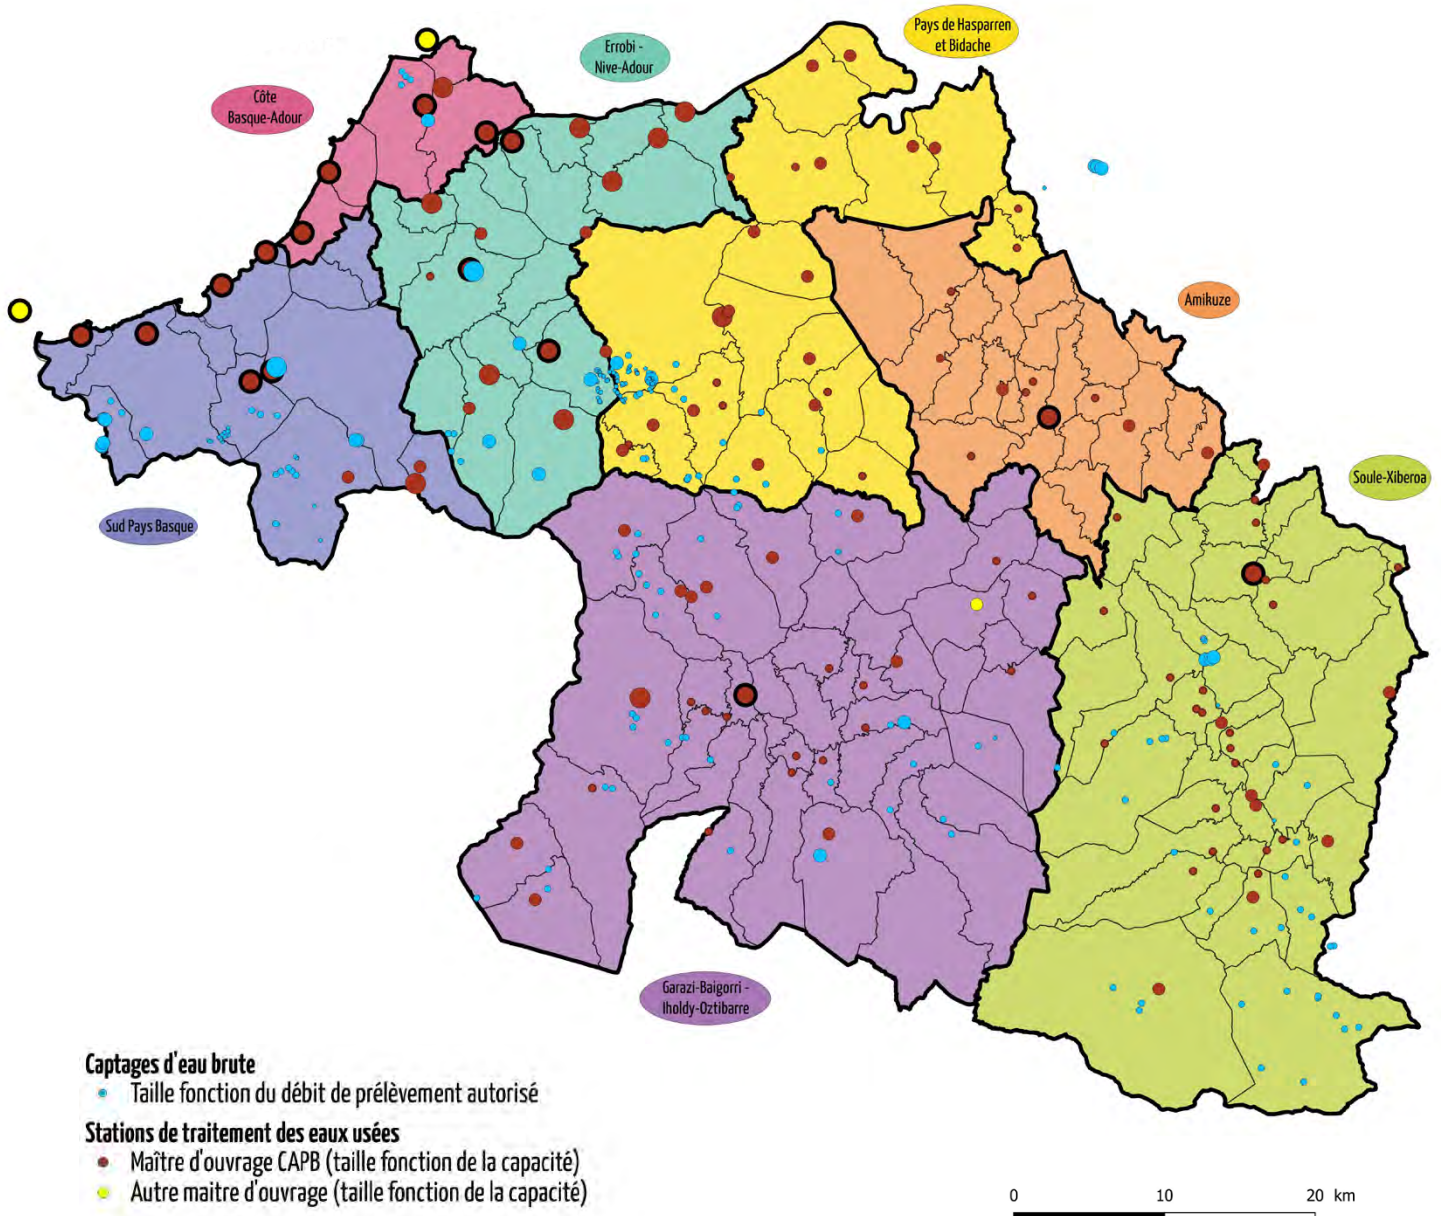 Pays de Hasparren
et Bidache
Errobi -
Nive-Adour
Côte
Basque-Adour
Amikuze
Soule-Xiberoa
Sud Pays Basque
Garazi-Baigorri -
Iholdy-Oztibarre
Captages d'eau brute
Taille fonction du débit de prélèvement autorisé
Stations de traitement des eaux usées
Maître d'ouvrage CAPB (taille fonction de la capacité)
Autre maitre d'ouvrage (taille fonction de la capacité)
0 10 20 km